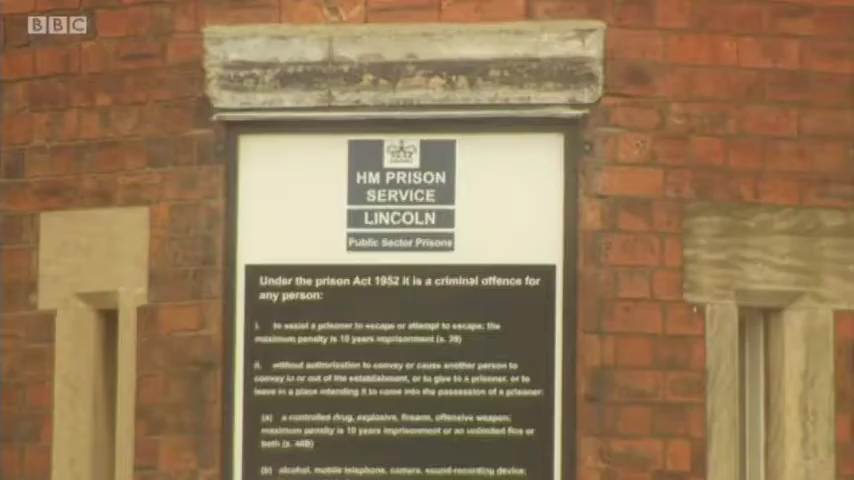 BBC
HM PRISON
SERVICE
LINCOLN
Public Sector Prisons
Under the prison Act 1952 it is a criminal offence for
any person:
i. to assist a prisoner to escape or attempt to escape: the
maximum penalty is 10 years imprisonment (s. 39)
ii. without authorization to convey or cause another person to
convey in or out of the establishment, or to give to a prisoner, or to
leave in a place intending it to come into the possession of a prisoner:
(a) a controlled drug, explosive, firearm, offensive weapon:
maximum penalty is 10 years imprisonment or an unlimited fine or
both (s. 40B)
(b) alcohol, mobile telephone, camera, sound-recording device: